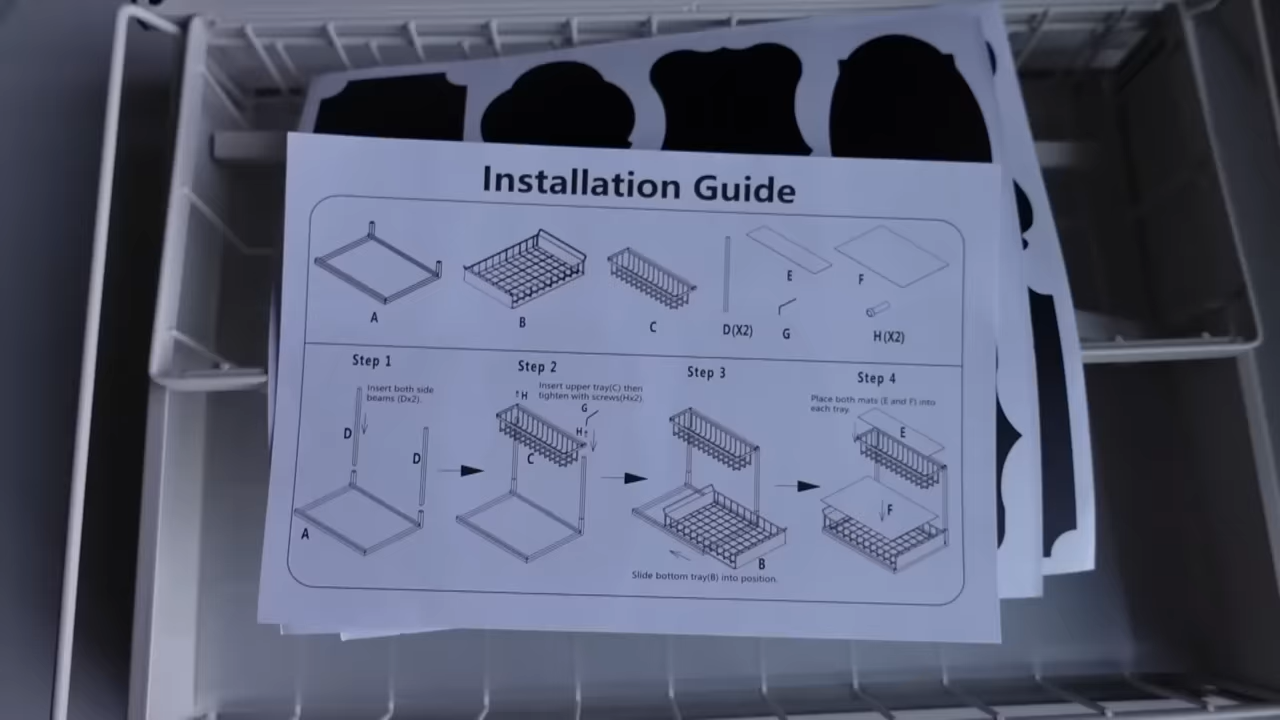 Installation Guide
A
B
C
D(X2)
E
G
F
H(X2)
Step 1
Insert both side
beams (Dx2).
D
D
A
Step 2
Insert upper tray(C) then
tighten with screws(Hx2).
H
G
H
C
Step 3
B
Slide bottom tray(B) into position.
Step 4
Place both mats (E and F) into
each tray.
E
F